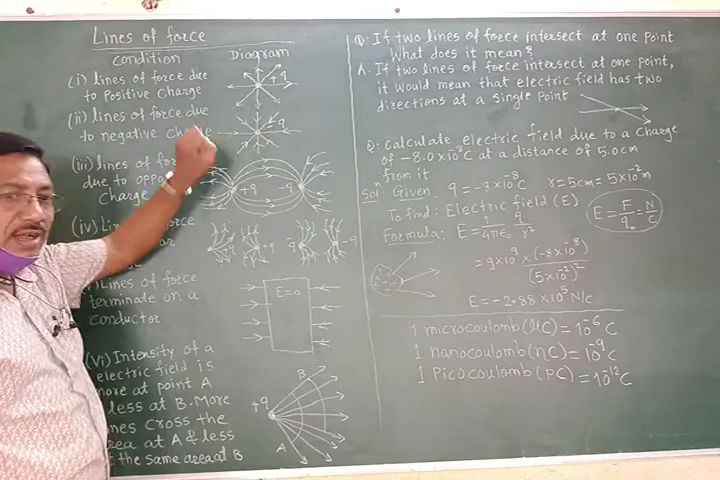 Lines of force
Condition Diagram
(i) lines of force due
to positive charge
+q
(ii) lines of force due
to negative
-q
(iii) lines of
due to
charge
+q -q
(iv)
+q +q -q -q
Lines of force
terminate on a
conductor
E=0
(vi) Intensity of a
electric field is
more at point A
less at B. More
cross the
at A & less
the same area at B
+q B A
Q: If two lines of force intersect at one point
What does it mean?
A. If two lines of force intersect at one point,
it would mean that electric field has two
directions at a single point
Q: Calculate electric field due to a charge
of -8.0×10⁻⁸C at a distance of 5.0cm
from it
Solⁿ: Given. q = -8×10⁻⁸C r=5cm=5×10⁻²m
To find: Electric field (E)
E = F/q₀ = N/C
Formula: E = 1/4πε₀ q/r²
= 9×10⁹ × (-8×10⁻⁸)/(5×10⁻²)²
E = -2.88×10⁵ N/C
1 microcoulomb (μC) = 10⁻⁶ C
1 nanocoulomb (nC) = 10⁻⁹ C
1 Picocoulomb (PC) = 10⁻¹² C